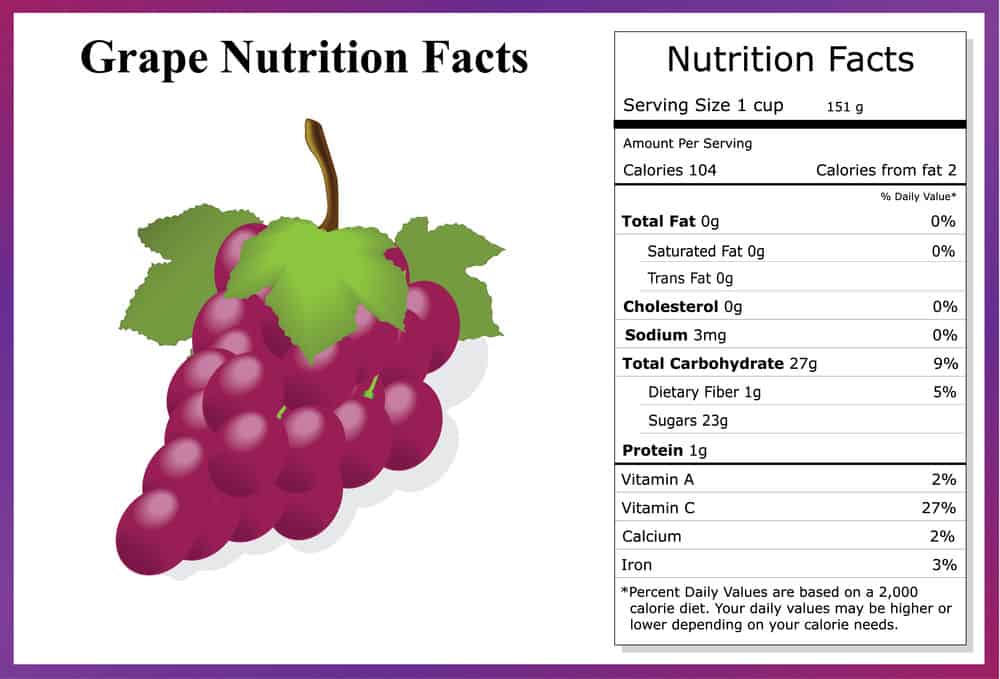 Grape Nutrition Facts
Nutrition Facts
Serving Size 1 cup 151 g
Amount Per Serving
Calories 104 Calories from fat 2
% Daily Value*
Total Fat 0g 0%
Saturated Fat 0g 0%
Trans Fat 0g
Cholesterol 0g 0%
Sodium 3mg 0%
Total Carbohydrate 27g 9%
Dietary Fiber 1g 5%
Sugars 23g
Protein 1g
Vitamin A 2%
Vitamin C 27%
Calcium 2%
Iron 3%
*Percent Daily Values are based on a 2,000
calorie diet. Your daily values may be higher or
lower depending on your calorie needs.